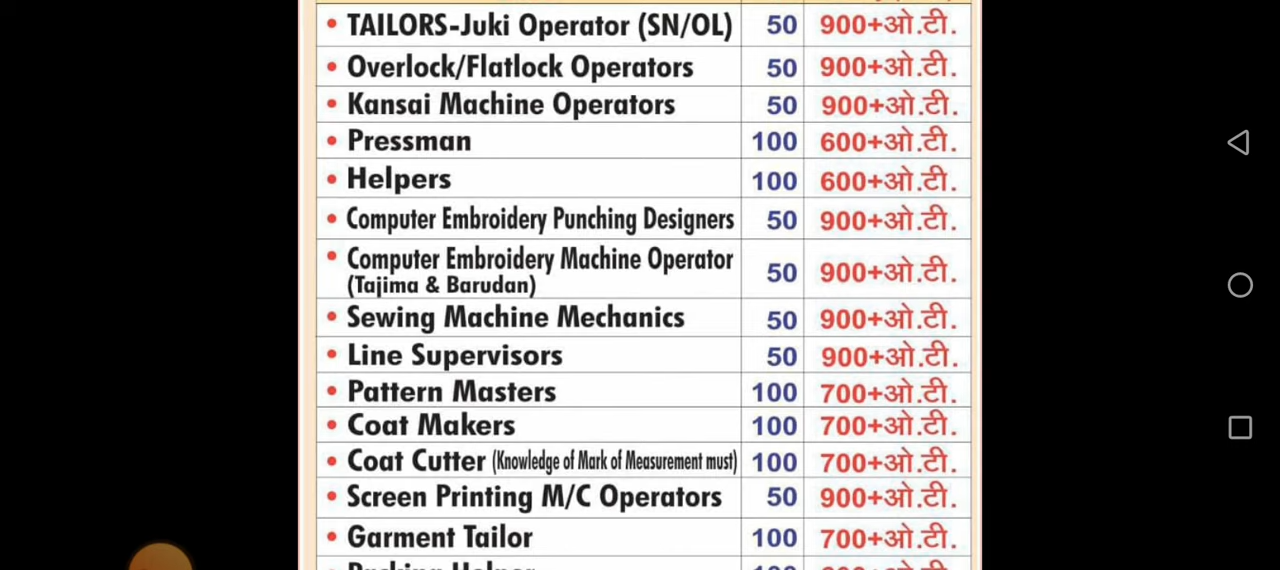 • TAILORS-Juki Operator (SN/OL) 50 900+ओ.टी.
• Overlock/Flatlock Operators 50 900+ओ.टी.
• Kansai Machine Operators 50 900+ओ.टी.
• Pressman 100 600+ओ.टी.
• Helpers 100 600+ओ.टी.
• Computer Embroidery Punching Designers 50 900+ओ.टी.
• Computer Embroidery Machine Operator 50 900+ओ.टी.
(Tajima & Barudan)
• Sewing Machine Mechanics 50 900+ओ.टी.
• Line Supervisors 50 900+ओ.टी.
• Pattern Masters 100 700+ओ.टी.
• Coat Makers 100 700+ओ.टी.
• Coat Cutter (Knowledge of Mark of Measurement must) 100 700+ओ.टी.
• Screen Printing M/C Operators 50 900+ओ.टी.
• Garment Tailor 100 700+ओ.टी.